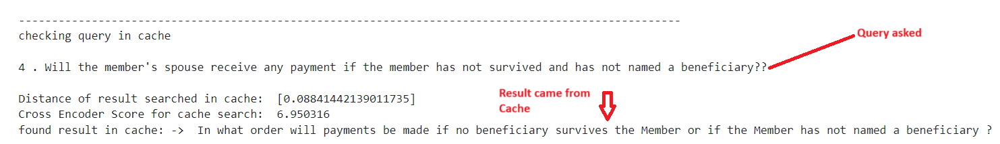 ---------------------------------------------------------------------------------------------------
checking query in cache
Query asked
4 . Will the member's spouse receive any payment if the member has not survived and has not named a beneficiary??
Distance of result searched in cache:  [0.08841442139011735]
Result came from
Cache
Cross Encoder Score for cache search:  6.950316
found result in cache: ->  In what order will payments be made if no beneficiary survives the Member or if the Member has not named a beneficiary ?